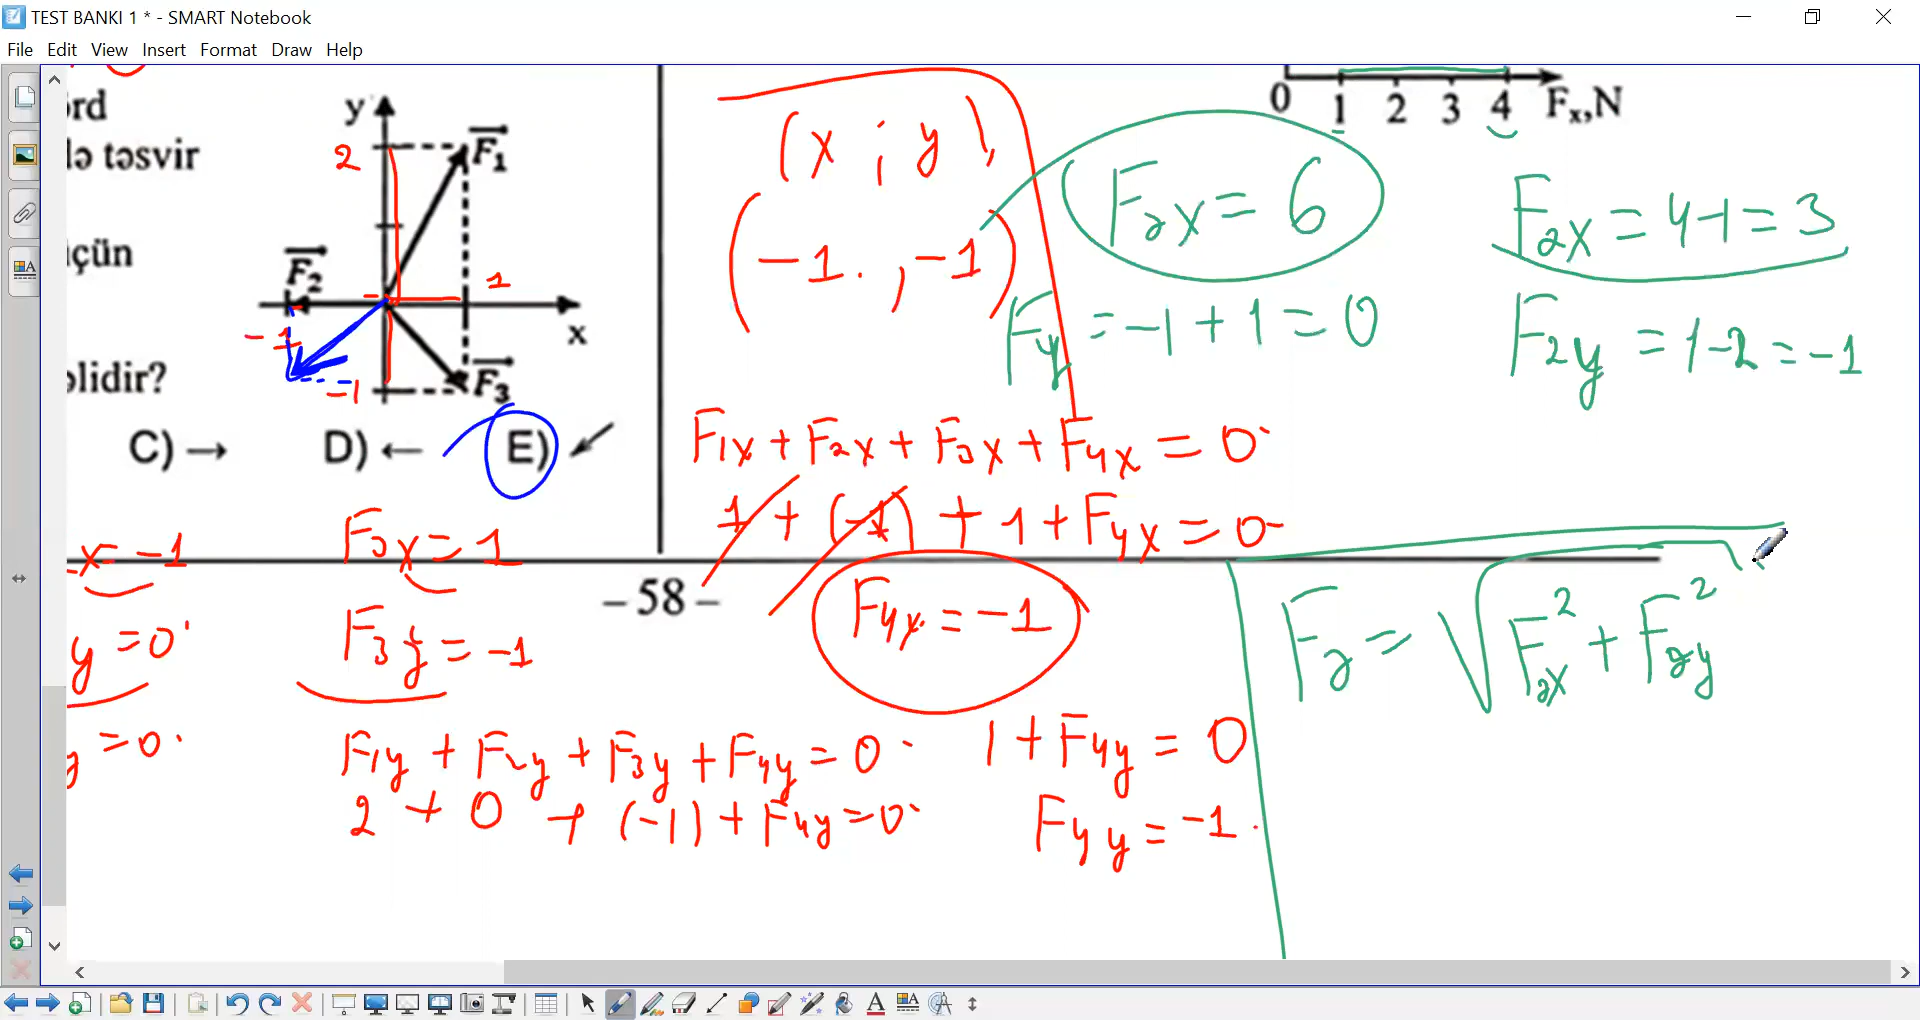 TEST BANKI 1 * - SMART Notebook
File Edit View Insert Format Draw Help
rd
lə təsvir
üçün
lidir?
y
2
F₁
F₂
1
x
-1
-1
F₃
C) →
D) ←
E) ↙
0 1 2 3 4 Fx,N
(x ; y),
(-1. , -1)
F1x + F2x + F3x + F4x = 0
1 + (-1) + 1 + F4x = 0
F4x = -1
x = -1
y = 0
y = 0.
F3x = 1
F3y = -1
- 58 -
F1y + F2y + F3y + F4y = 0
2 + 0 + (-1) + F4y = 0
1 + F4y = 0
F4y = -1.
F2x = 6
Fy = -1 + 1 = 0
F2x = 4-1 = 3
F2y = 1-2 = -1
F2 = √F2x² + F2y²